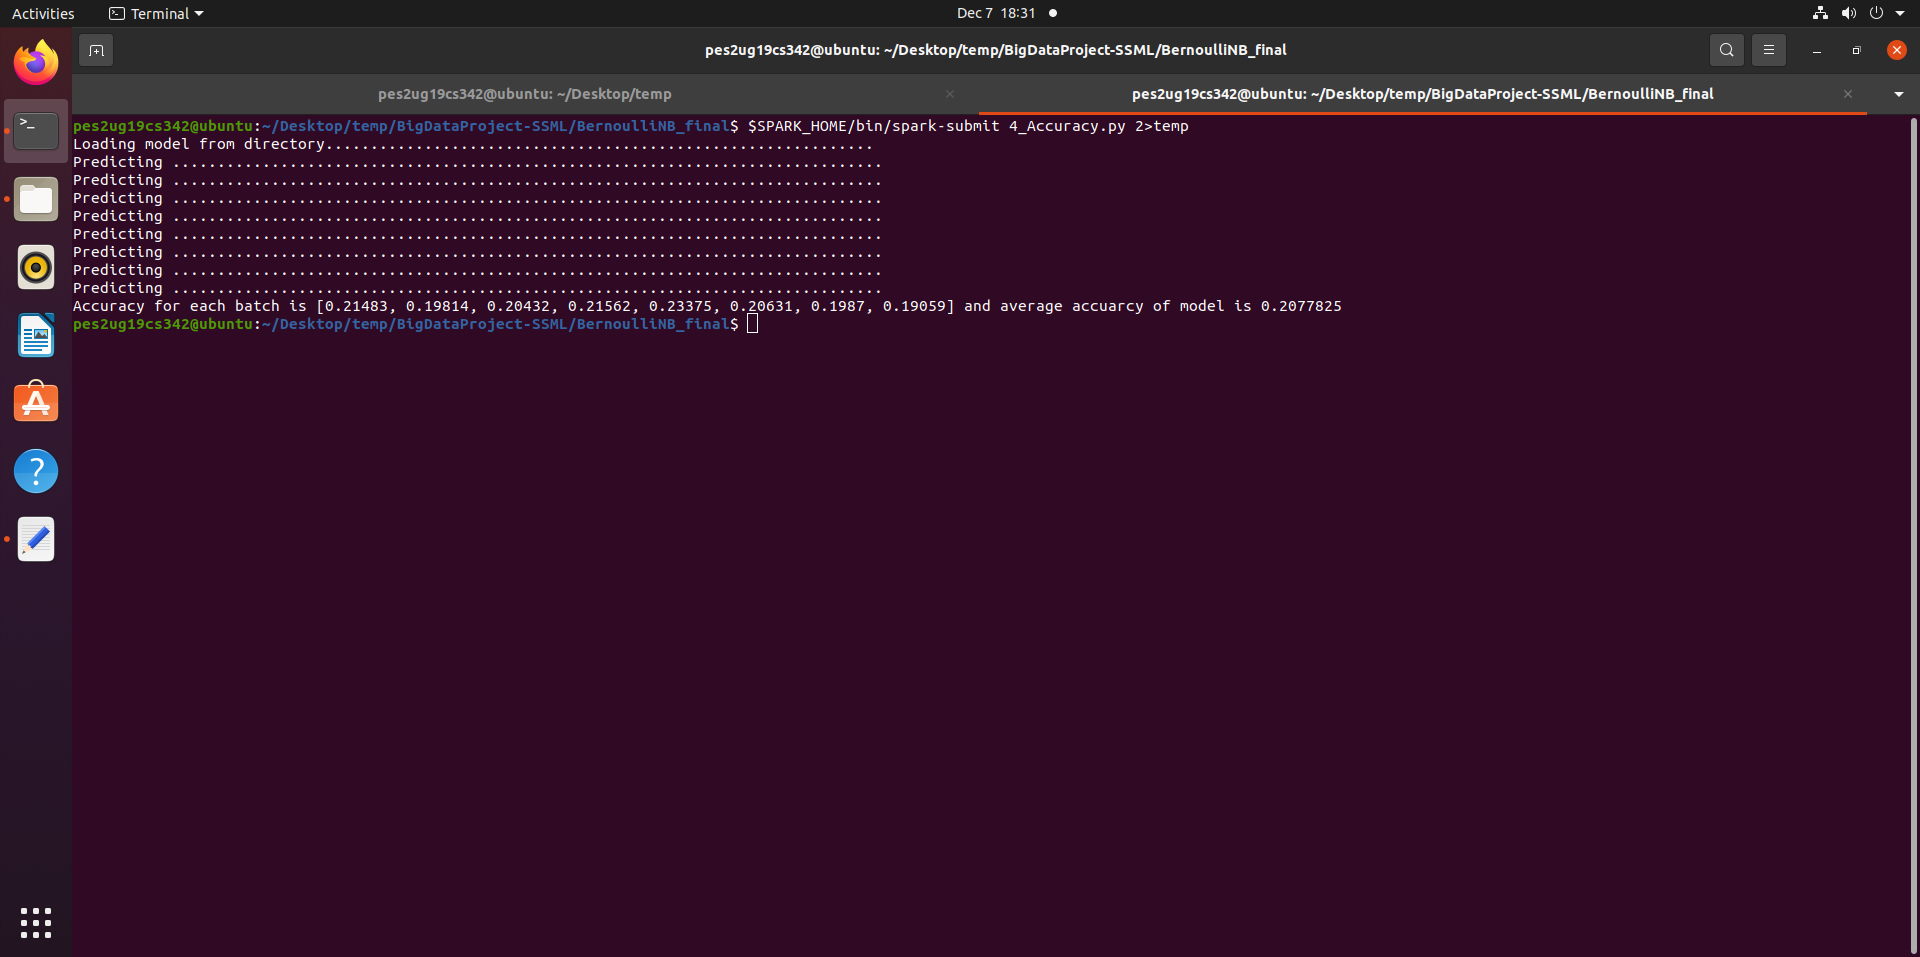 Activities Terminal Dec 7 18:31
pes2ug19cs342@ubuntu: ~/Desktop/temp/BigDataProject-SSML/BernoulliNB_final
pes2ug19cs342@ubuntu: ~/Desktop/temp pes2ug19cs342@ubuntu: ~/Desktop/temp/BigDataProject-SSML/BernoulliNB_final
pes2ug19cs342@ubuntu:~/Desktop/temp/BigDataProject-SSML/BernoulliNB_final$ $SPARK_HOME/bin/spark-submit 4_Accuracy.py 2>temp
Loading model from directory.............................................................
Predicting ...............................................................................
Predicting ...............................................................................
Predicting ...............................................................................
Predicting ...............................................................................
Predicting ...............................................................................
Predicting ...............................................................................
Predicting ...............................................................................
Predicting ...............................................................................
Accuracy for each batch is [0.21483, 0.19814, 0.20432, 0.21562, 0.23375, 0.20631, 0.1987, 0.19059] and average accuarcy of model is 0.2077825
pes2ug19cs342@ubuntu:~/Desktop/temp/BigDataProject-SSML/BernoulliNB_final$